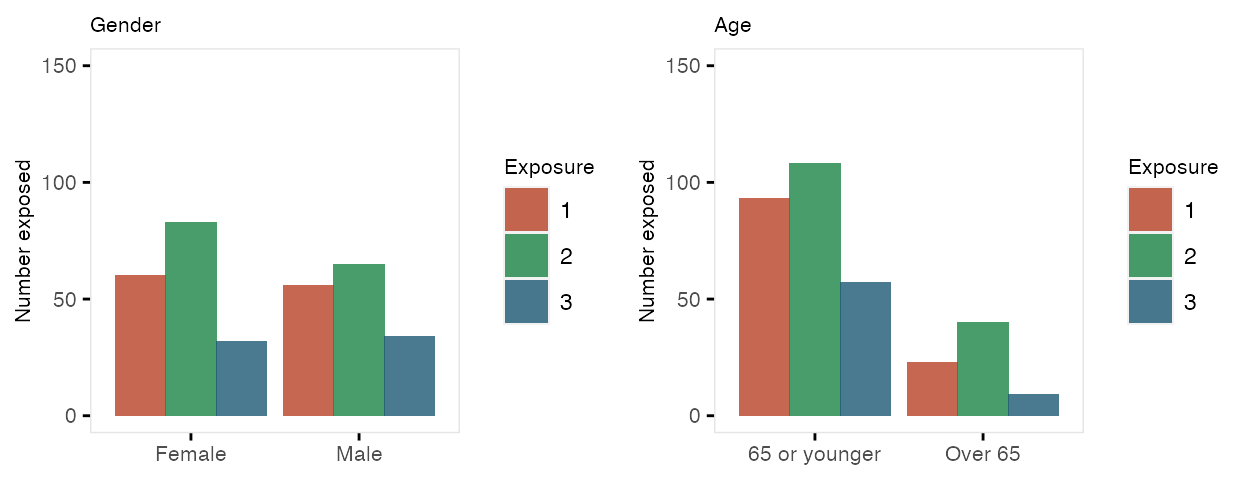 Gender
150
100
50
0
Number exposed
Female Male
Exposure
1
2
3
Age
150
100
50
0
Number exposed
65 or younger Over 65
Exposure
1
2
3